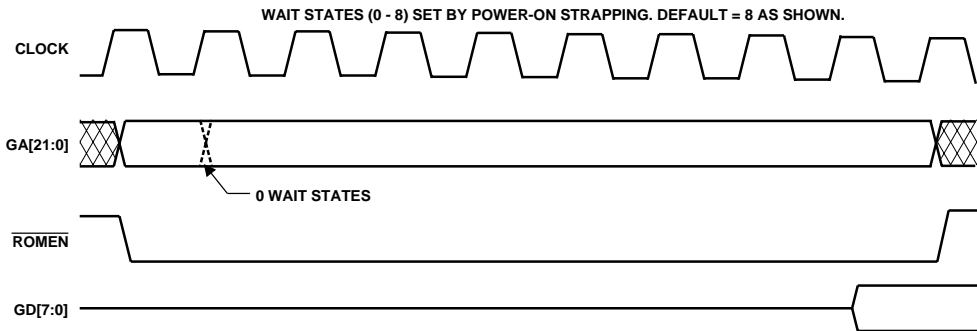 WAIT STATES (0 - 8) SET BY POWER-ON STRAPPING. DEFAULT = 8 AS SHOWN.
CLOCK
GA[21:0]
0 WAIT STATES
ROMEN
GD[7:0]